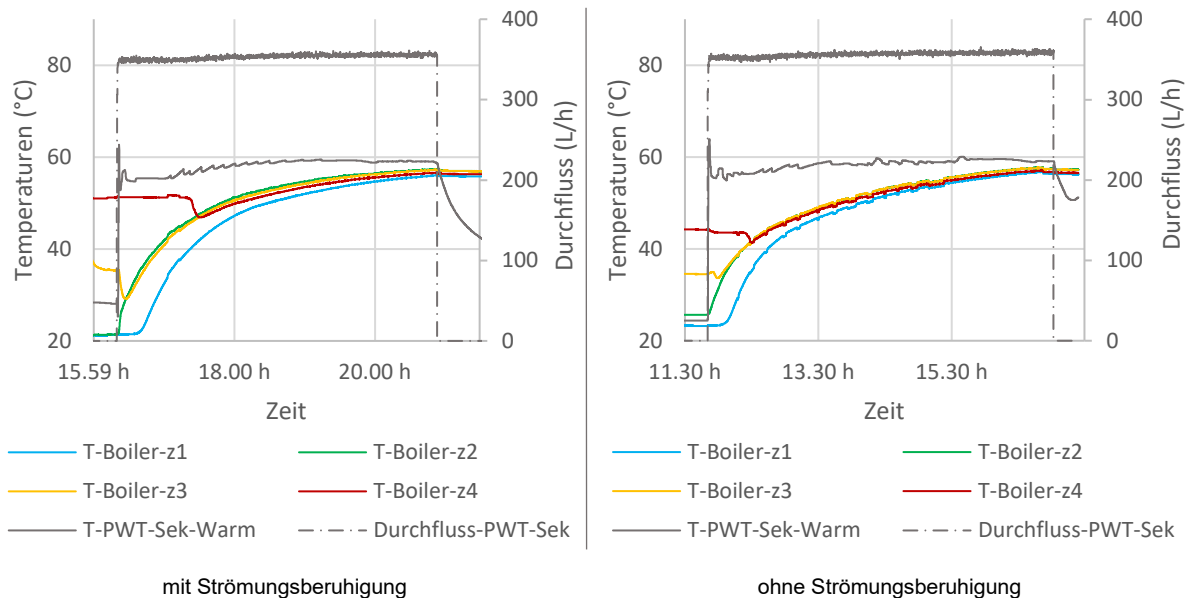 Temperaturen (°C)
80
60
40
20
400
300
200
100
0
Durchfluss (L/h)
15.59 h
18.00 h
20.00 h
Zeit
T-Boiler-z1
T-Boiler-z2
T-Boiler-z3
T-Boiler-z4
T-PWT-Sek-Warm
Durchfluss-PWT-Sek
mit Strömungsberuhigung
Temperaturen (°C)
80
60
40
20
400
300
200
100
0
Durchfluss (L/h)
11.30 h
13.30 h
15.30 h
Zeit
T-Boiler-z1
T-Boiler-z2
T-Boiler-z3
T-Boiler-z4
T-PWT-Sek-Warm
Durchfluss-PWT-Sek
ohne Strömungsberuhigung